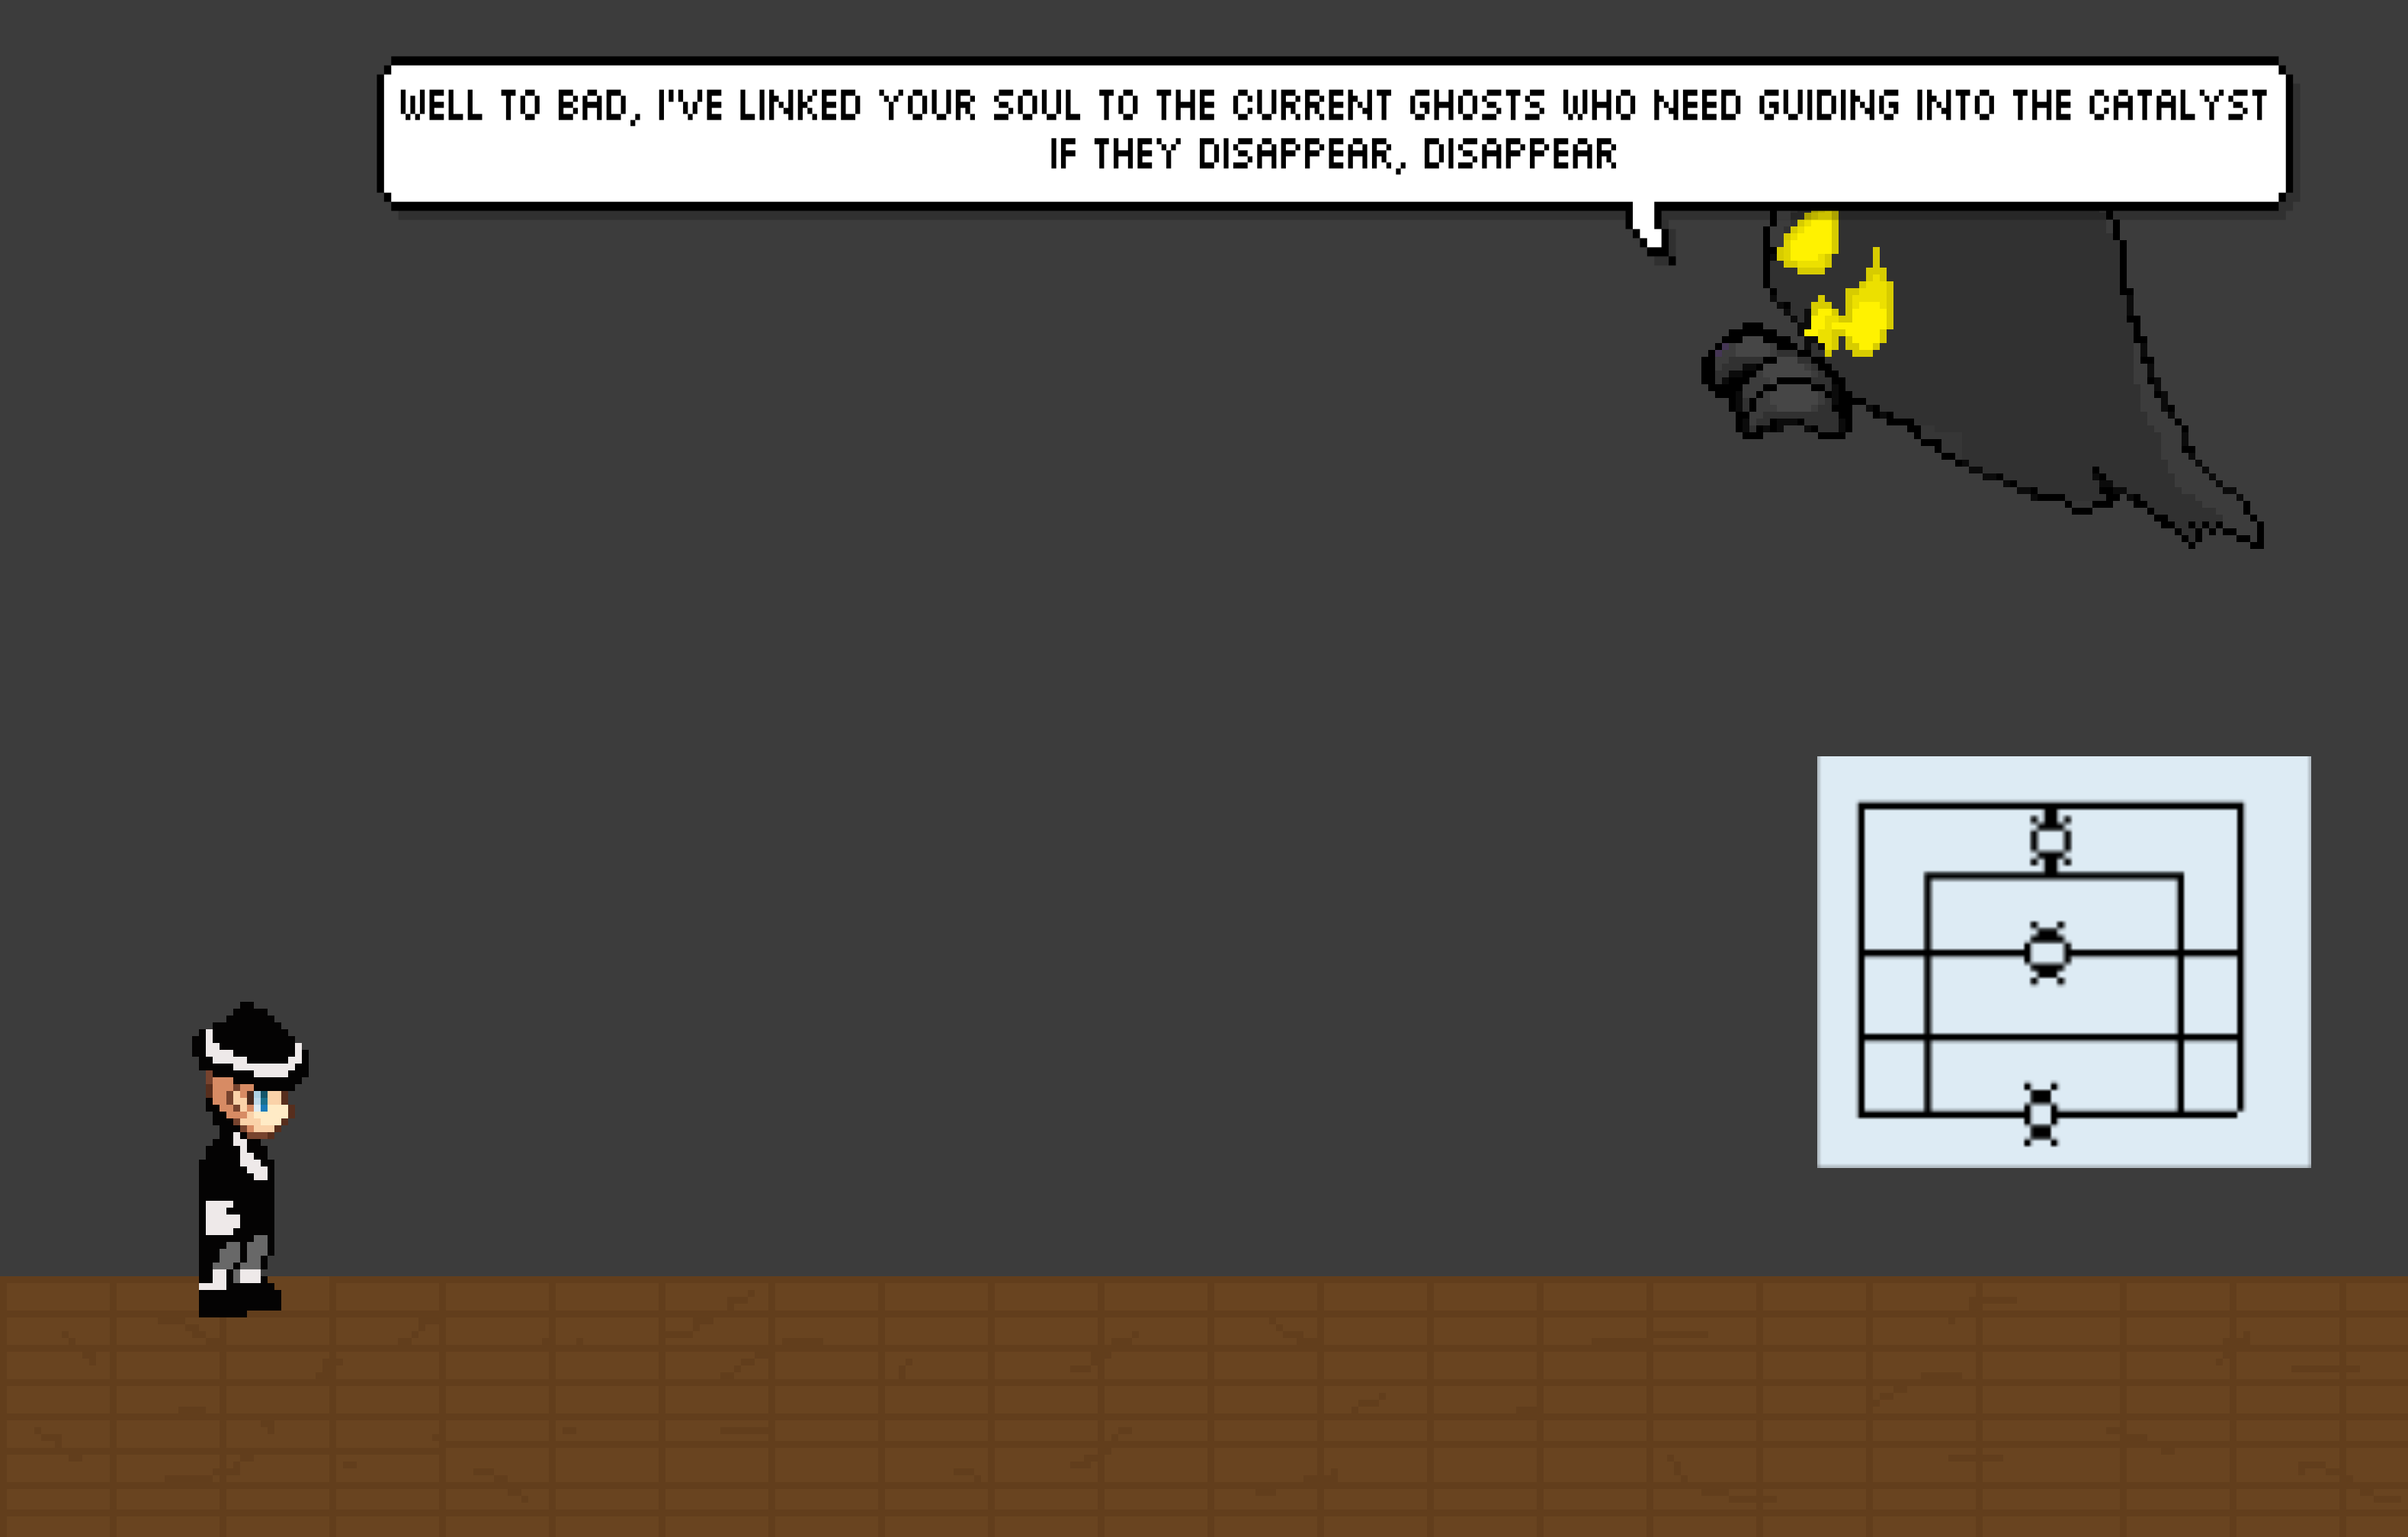 WELL TO BAD, I'VE LINKED YOUR SOUL TO THE CURRENT GHOSTS WHO NEED GUIDING INTO THE CATALYST
IF THEY DISAPPEAR, DISAPPEAR